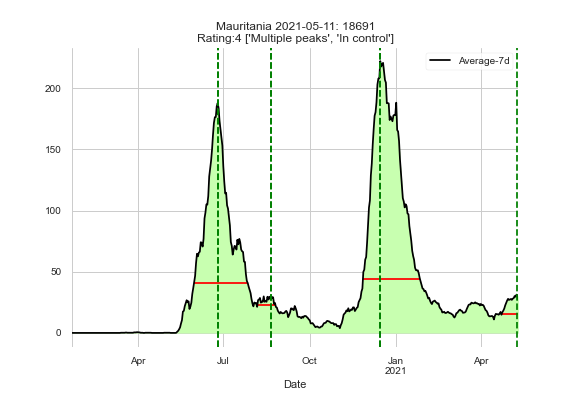 Mauritania 2021-05-11: 18691
Rating:4 ['Multiple peaks', 'In control']
Average-7d
200
150
100
50
0
Apr
Jul
Oct
Jan
2021
Apr
Date